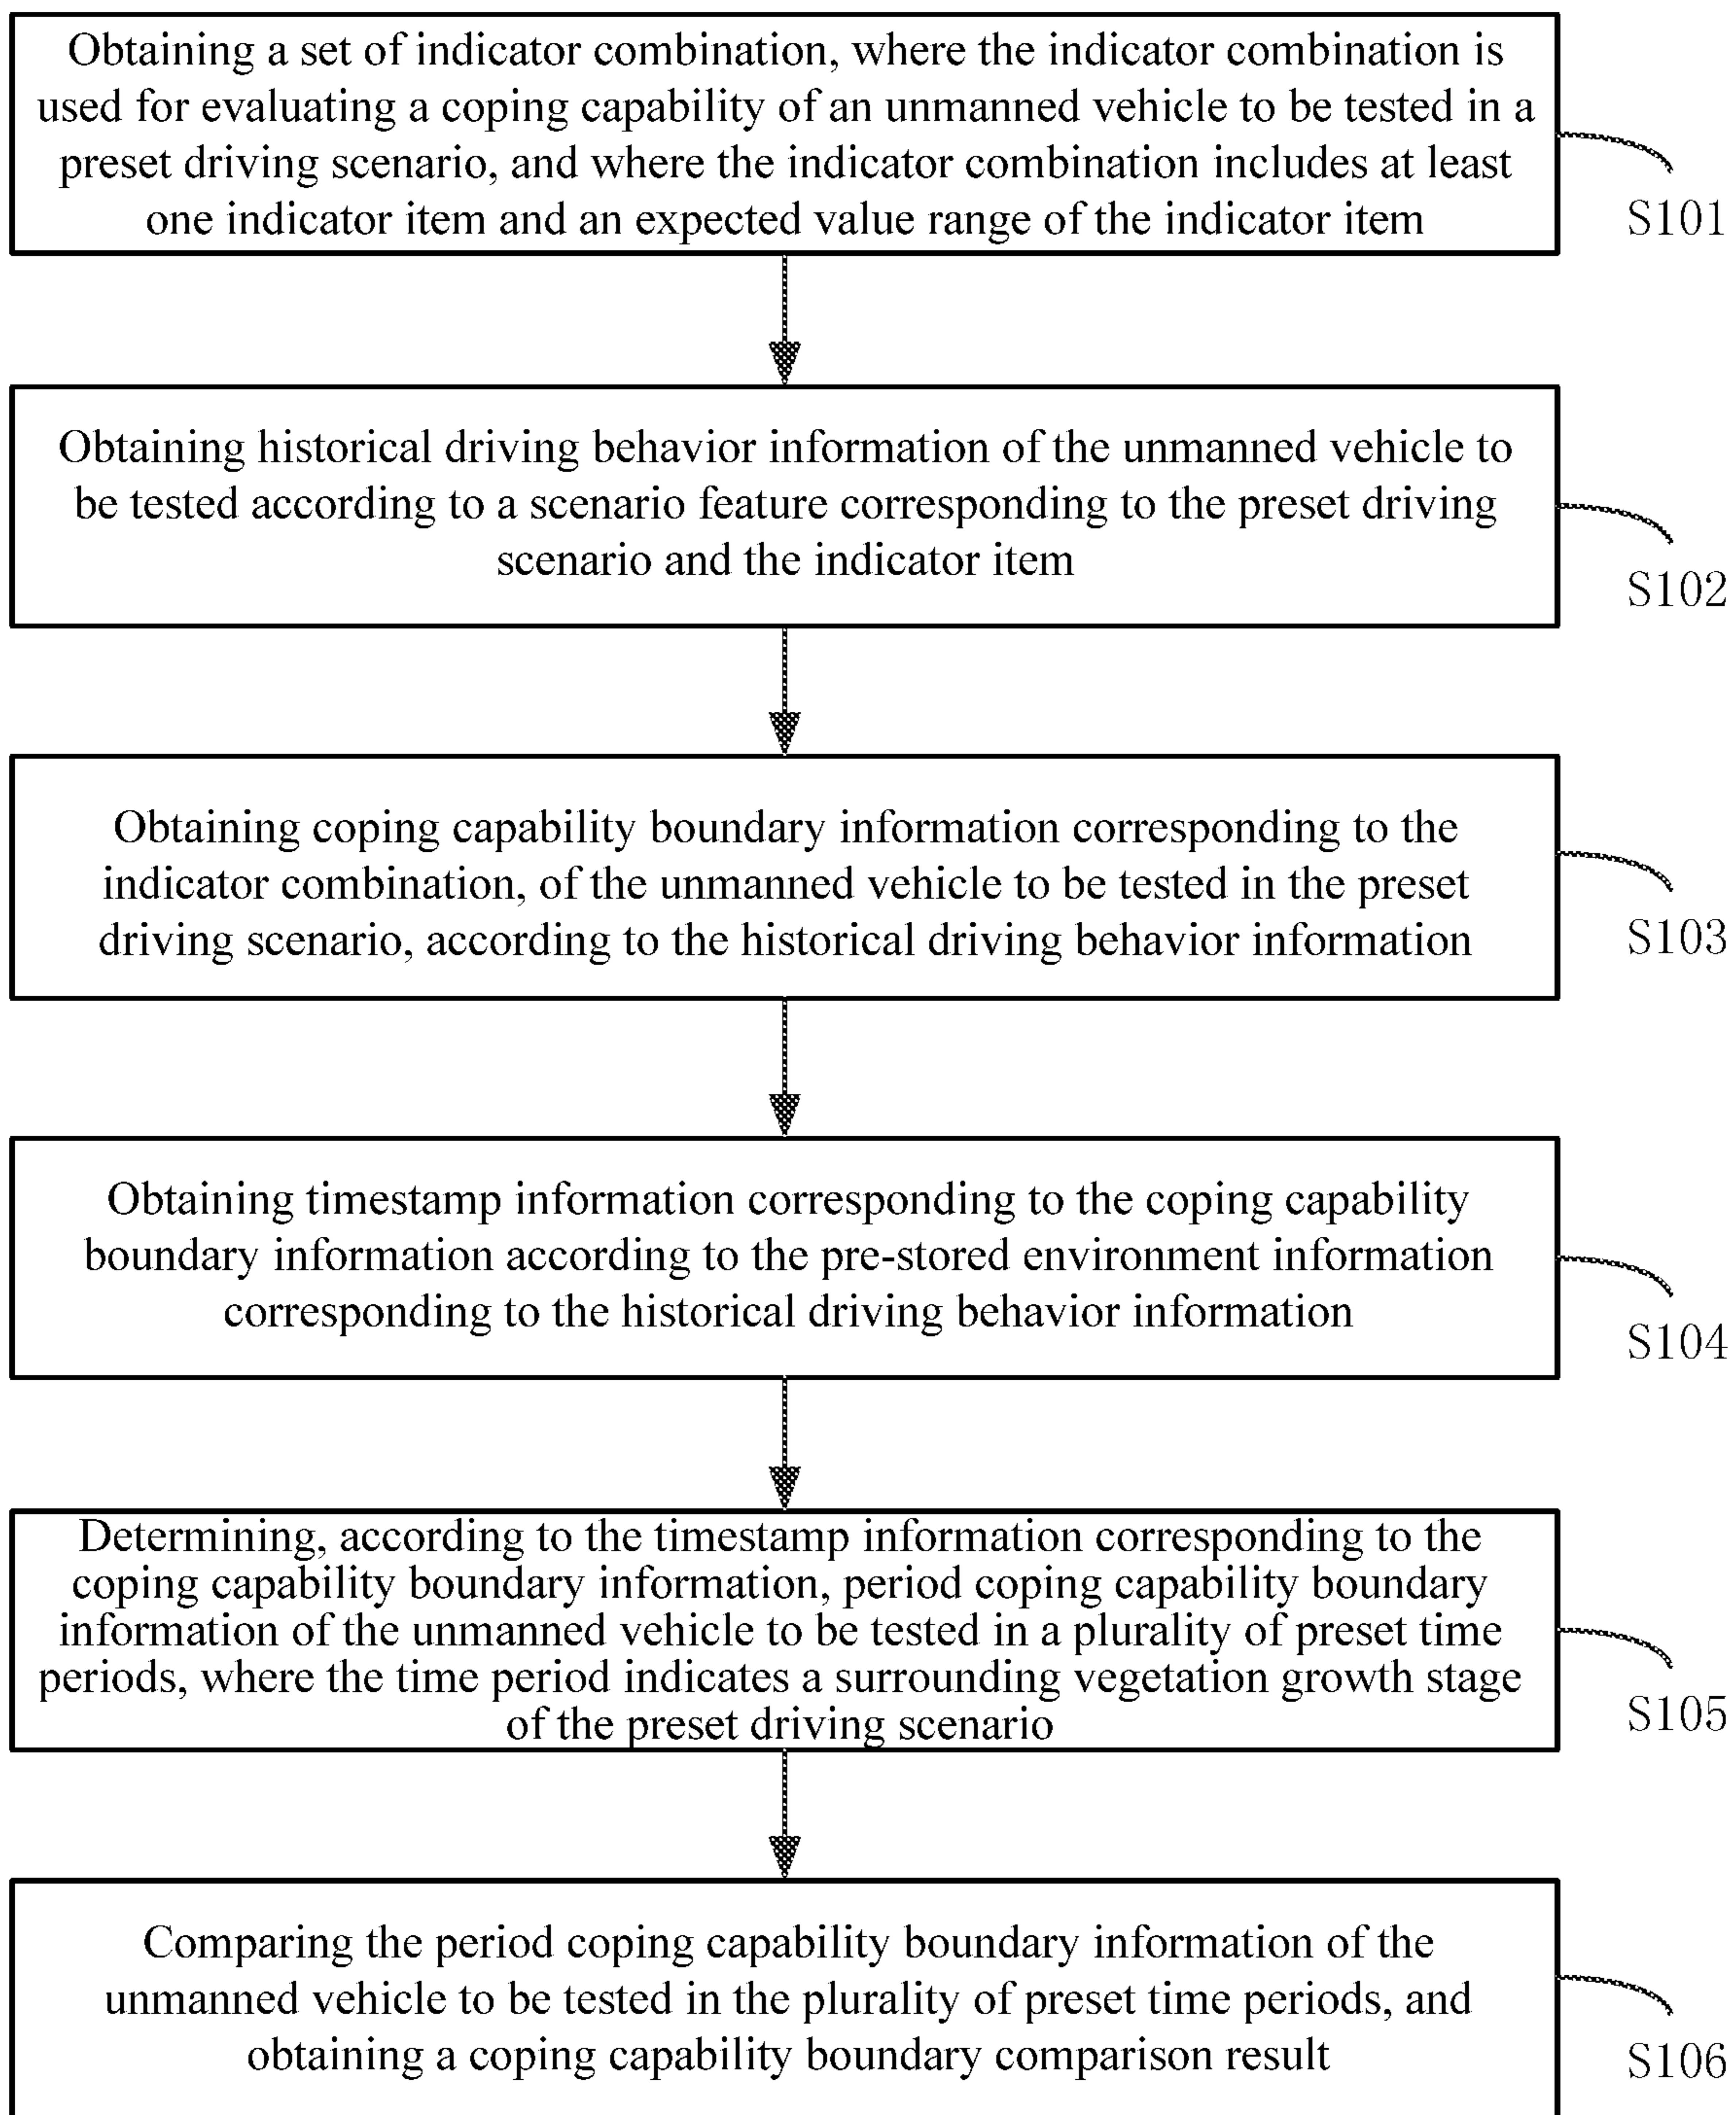 Obtaining a set of indicator combination, where the indicator combination is
used for evaluating a coping capability of an unmanned vehicle to be tested in a
preset driving scenario, and where the indicator combination includes at least
one indicator item and an expected value range of the indicator item
S101
Obtaining historical driving behavior information of the unmanned vehicle to
be tested according to a scenario feature corresponding to the preset driving
scenario and the indicator item
S102
Obtaining coping capability boundary information corresponding to the
indicator combination, of the unmanned vehicle to be tested in the preset
driving scenario, according to the historical driving behavior information
S103
Obtaining timestamp information corresponding to the coping capability
boundary information according to the pre-stored environment information
corresponding to the historical driving behavior information
S104
Determining, according to the timestamp information corresponding to the
coping capability boundary information, period coping capability boundary
information of the unmanned vehicle to be tested in a plurality of preset time
periods, where the time period indicates a surrounding vegetation growth stage
of the preset driving scenario
S105
Comparing the period coping capability boundary information of the
unmanned vehicle to be tested in the plurality of preset time periods, and
obtaining a coping capability boundary comparison result
S106